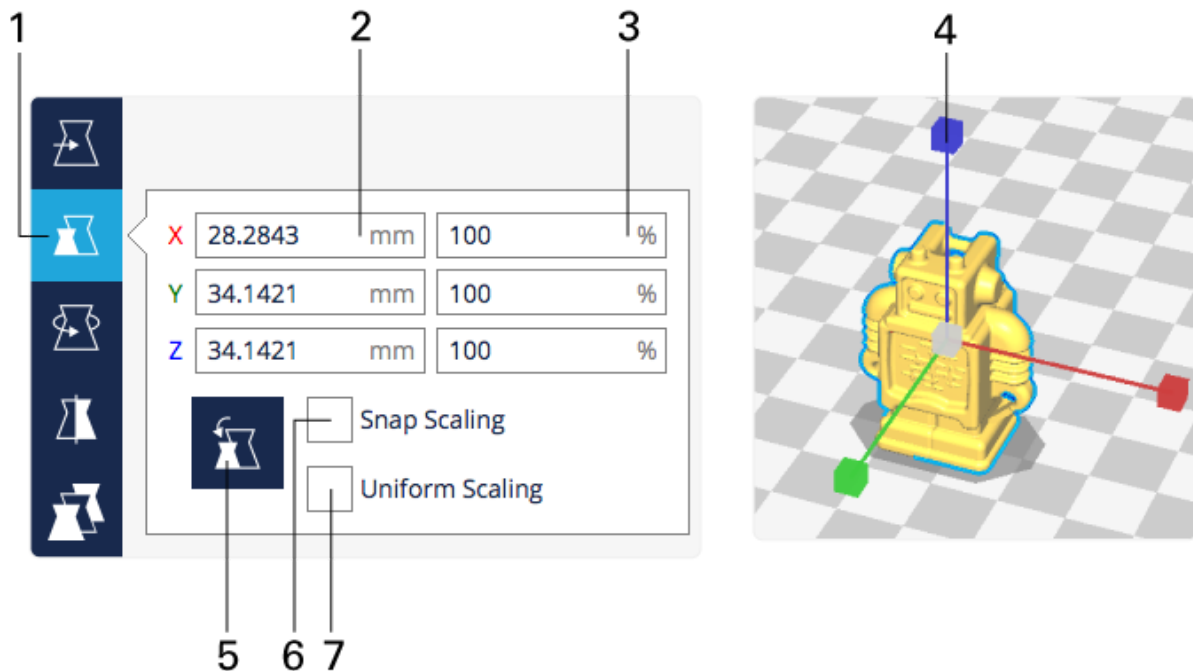 1 2 3 4
X 28.2843 mm 100 %
Y 34.1421 mm 100 %
Z 34.1421 mm 100 %
Snap Scaling
Uniform Scaling
5 6 7